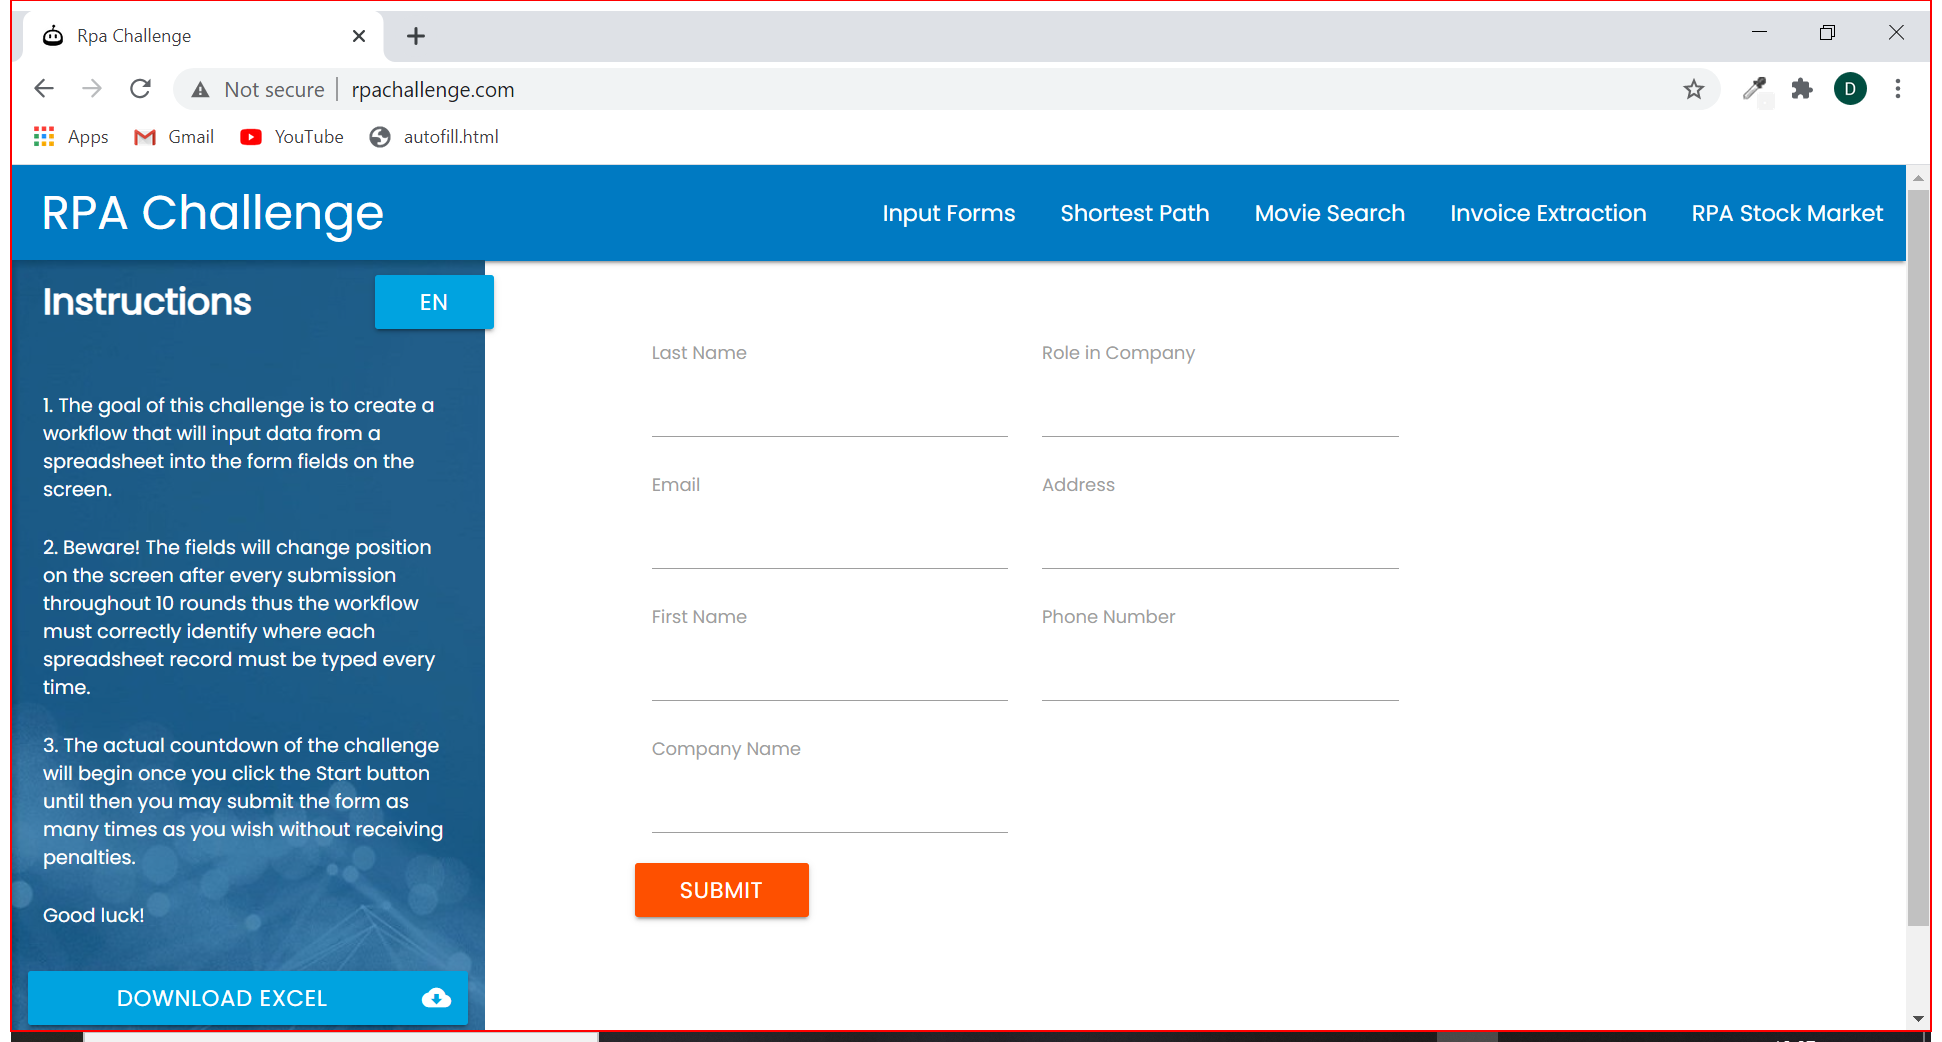 Rpa Challenge
Not secure | rpachallenge.com
D
Apps
Gmail
YouTube
autofill.html
RPA Challenge
Input Forms
Shortest Path
Movie Search
Invoice Extraction
RPA Stock Market
Instructions
EN
1. The goal of this challenge is to create a
workflow that will input data from a
spreadsheet into the form fields on the
screen.
2. Beware! The fields will change position
on the screen after every submission
throughout 10 rounds thus the workflow
must correctly identify where each
spreadsheet record must be typed every
time.
3. The actual countdown of the challenge
will begin once you click the Start button
until then you may submit the form as
many times as you wish without receiving
penalties.
Good luck!
DOWNLOAD EXCEL
Last Name
Role in Company
Email
Address
First Name
Phone Number
Company Name
SUBMIT